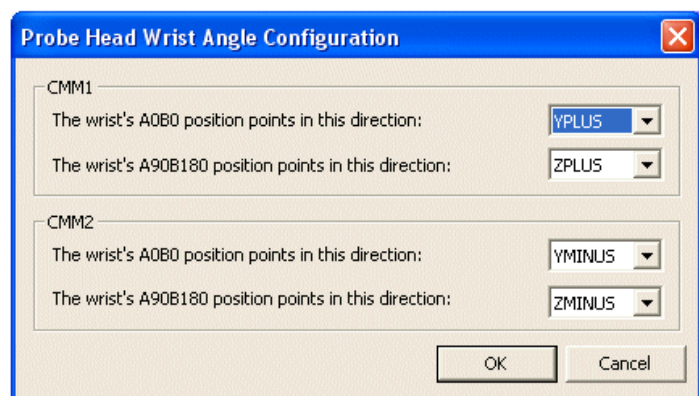 Probe Head Wrist Angle Configuration
CMM1
The wrist's A0B0 position points in this direction: YPLUS
The wrist's A90B180 position points in this direction: ZPLUS
CMM2
The wrist's A0B0 position points in this direction: YMINUS
The wrist's A90B180 position points in this direction: ZMINUS
OK Cancel